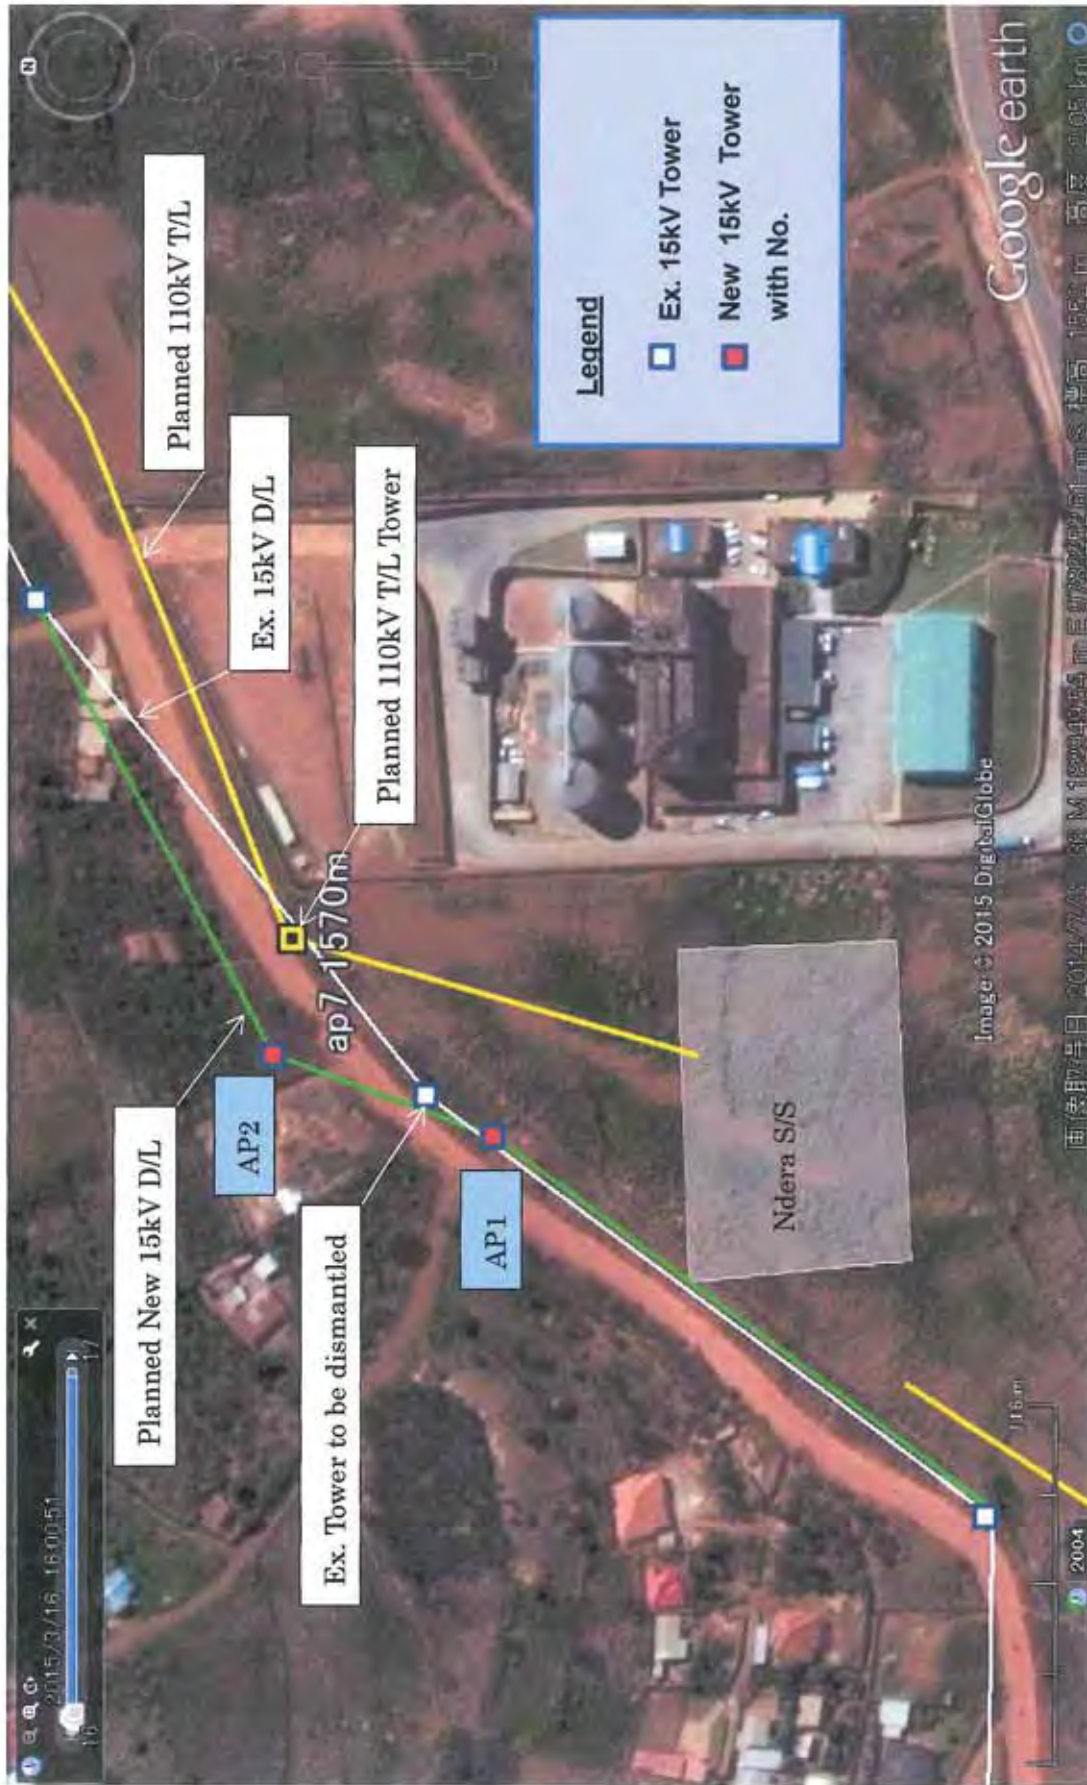 2015/3/16 16:00:51
16
17
N
Planned New 15kV D/L
Planned 110kV T/L
Ex. 15kV D/L
AP2
Ex. Tower to be dismantled
Planned 110kV T/L Tower
ap7 1570m
AP1
Ndera S/S
Legend
Ex. 15kV Tower
New 15kV Tower
with No.
Image © 2015 DigitalGlobe
Google earth
2004